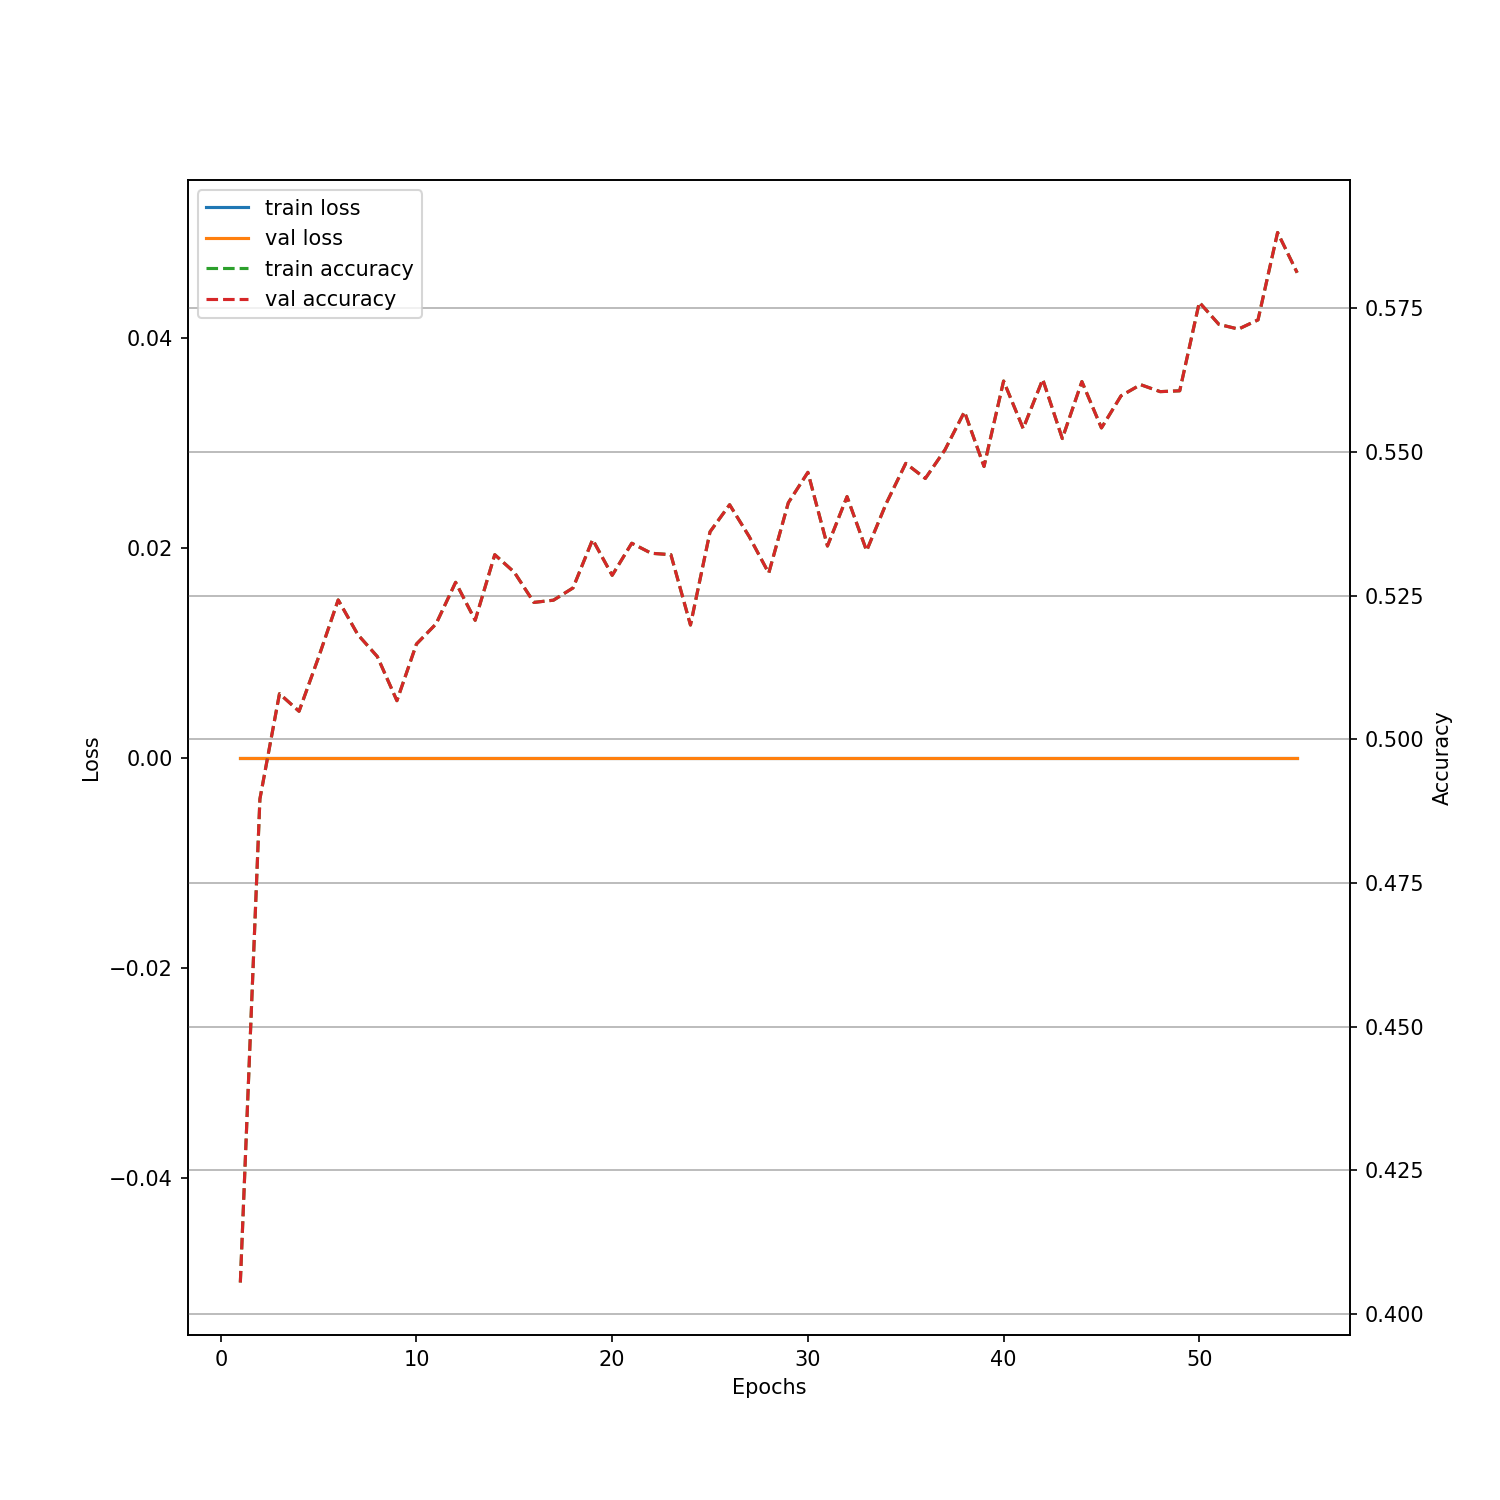 train loss
val loss
train accuracy
val accuracy
0.04
0.02
0.00
−0.02
−0.04
Loss
0.575
0.550
0.525
0.500
0.475
0.450
0.425
0.400
Accuracy
0 10 20 30 40 50
Epochs